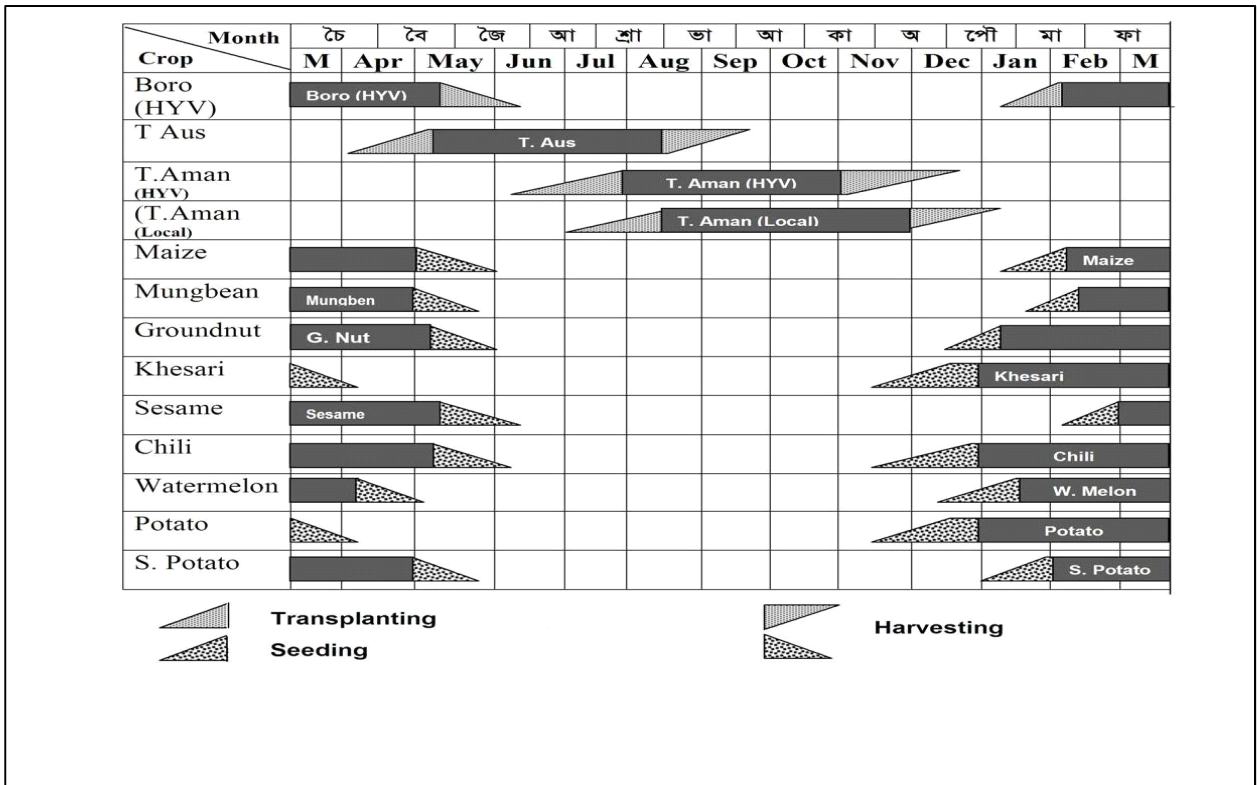 Month চৈ বৈ জৈ আ শ্রা ভা আ কা অ পৌ মা ফা
Crop M Apr May Jun Jul Aug Sep Oct Nov Dec Jan Feb M
Boro
(HYV) Boro (HYV)
T Aus T. Aus
T.Aman
(HYV) T. Aman (HYV)
(T.Aman
(Local) T. Aman (Local)
Maize Maize
Mungbean Mungben
Groundnut G. Nut
Khesari Khesari
Sesame Sesame
Chili Chili
Watermelon W. Melon
Potato Potato
S. Potato S. Potato
Transplanting
Harvesting
Seeding